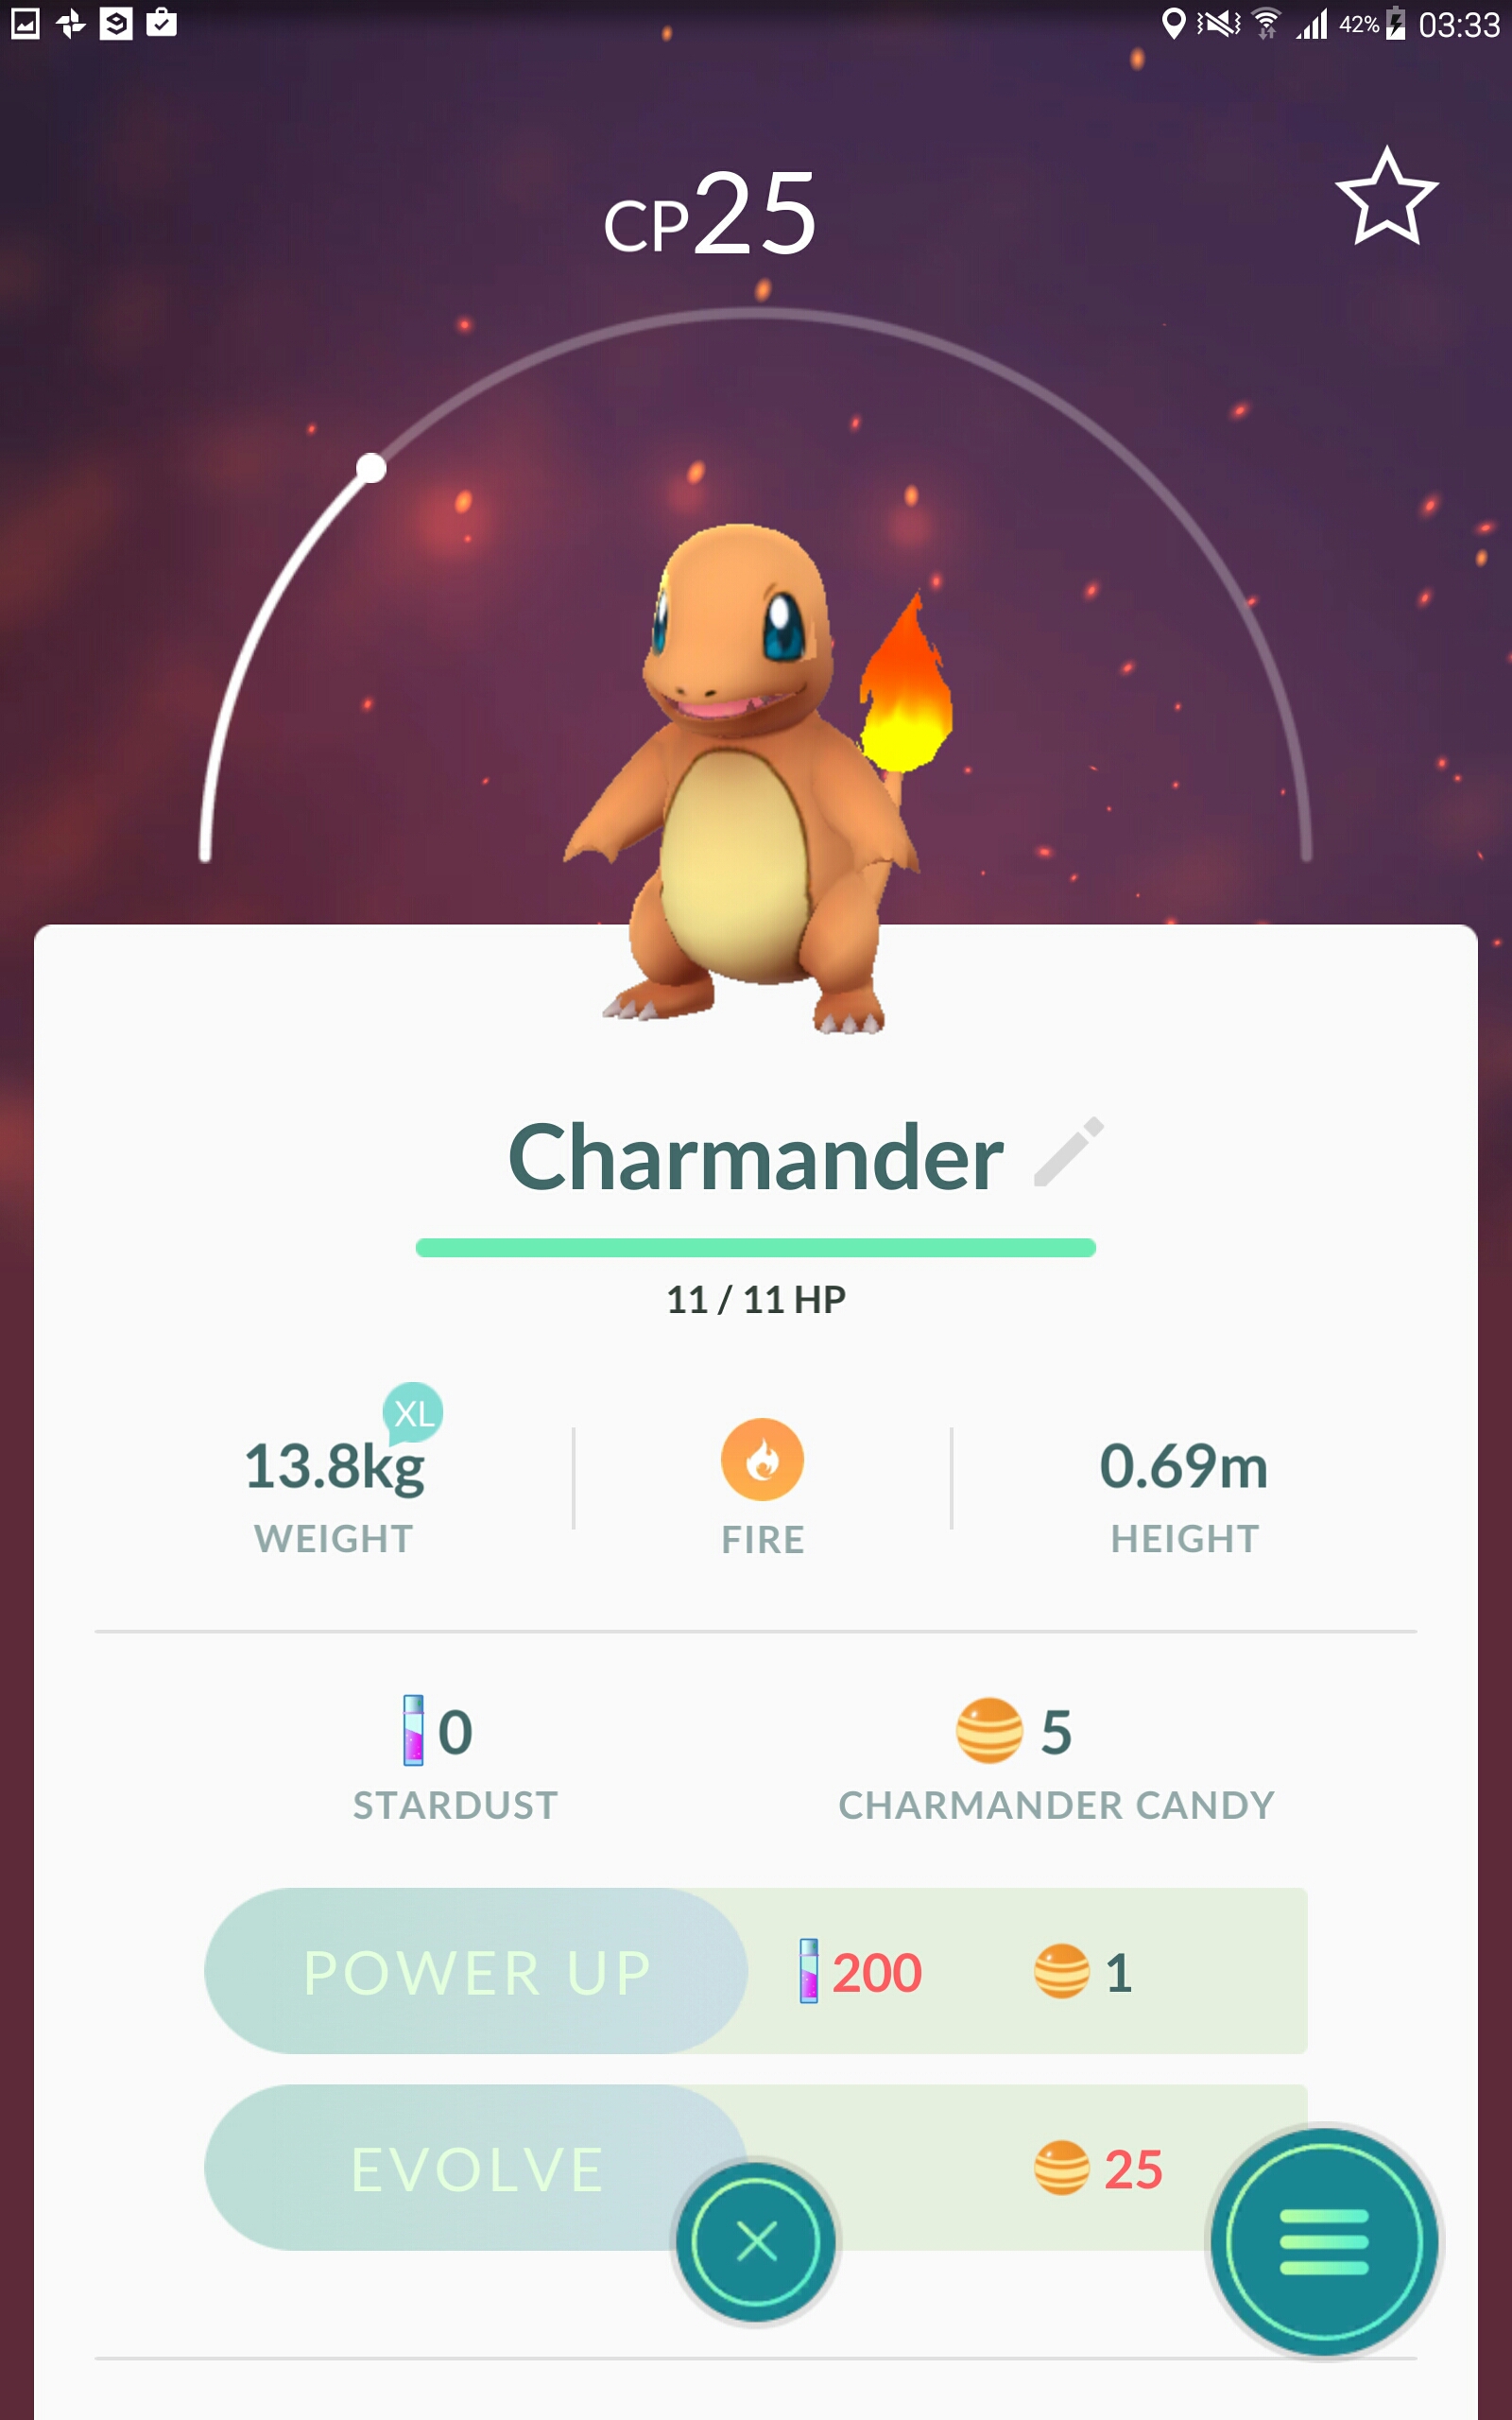 42% 03:33
CP25
Charmander
11 / 11 HP
XL
13.8kg
WEIGHT
FIRE
0.69m
HEIGHT
0
STARDUST
5
CHARMANDER CANDY
POWER UP 200 1
EVOLVE 25